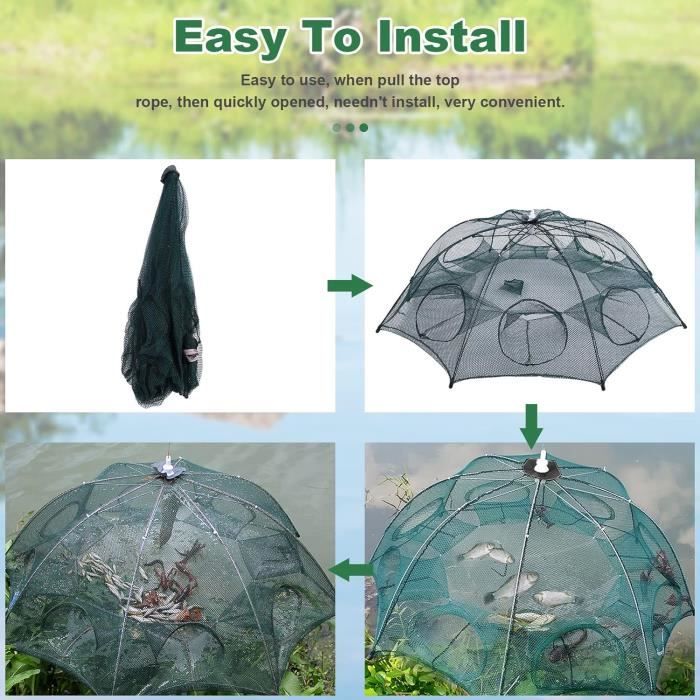 Easy To Install
Easy to use, when pull the top
rope, then quickly opened, needn't install, very convenient.